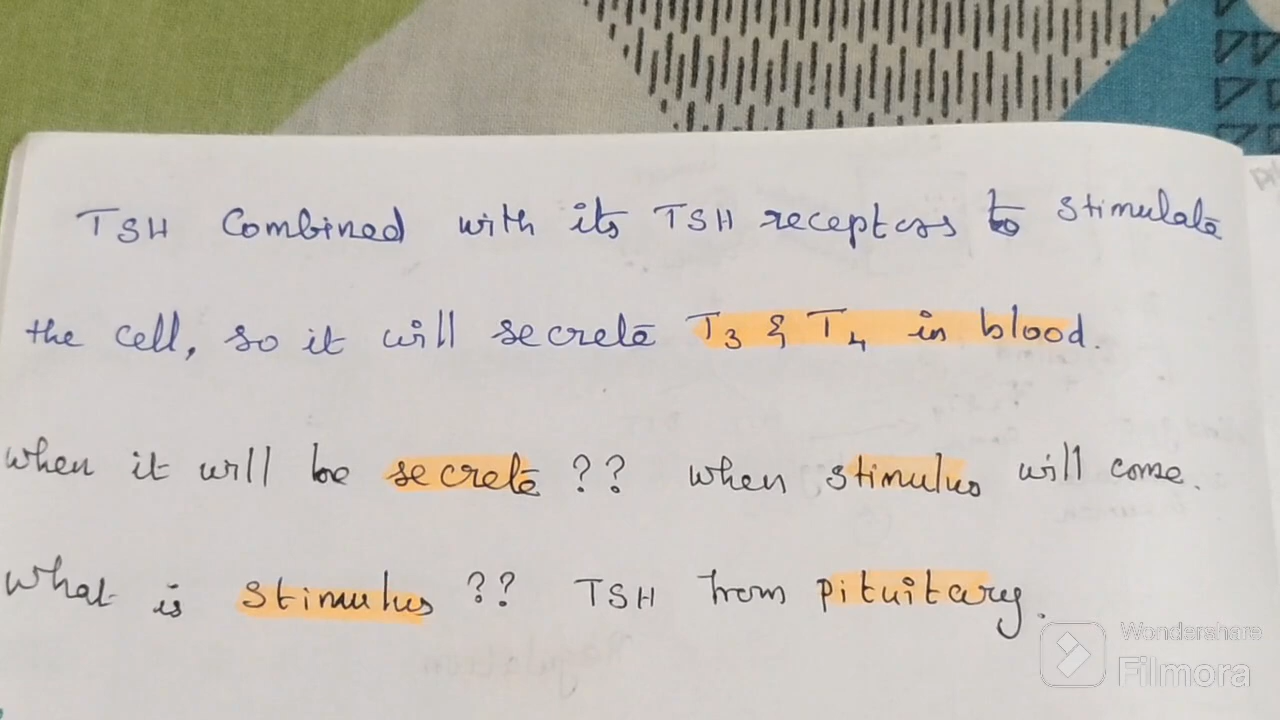 TSH Combined with its TSH receptors to stimulate
the cell, so it will secrete T3 & T4 in blood.
when it will be secrete ?? when stimulus will come.
What is stimulus ?? TSH from pituitary.
Wondershare
Filmora